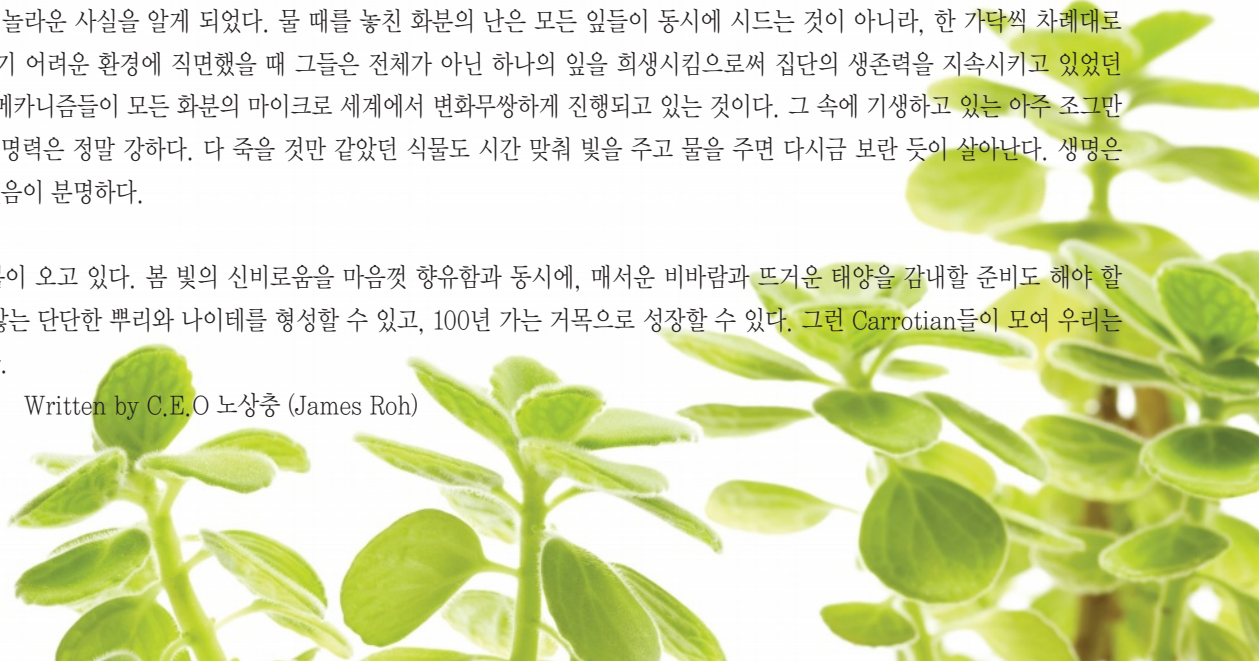 놀라운 사실을 알게 되었다. 물 때를 놓친 화분의 난은 모든 잎들이 동시에 시드는 것이 아니라, 한 가닥씩 차례대로
기 어려운 환경에 직면했을 때 그들은 전체가 아닌 하나의 잎을 희생시킴으로써 집단의 생존력을 지속시키고 있었던
메카니즘들이 모든 화분의 마이크로 세계에서 변화무쌍하게 진행되고 있는 것이다. 그 속에 기생하고 있는 아주 조그만
명력은 정말 강하다. 다 죽을 것만 같았던 식물도 시간 맞춰 빛을 주고 물을 주면 다시금 보란 듯이 살아난다. 생명은
음이 분명하다.
봄이 오고 있다. 봄 빛의 신비로움을 마음껏 향유함과 동시에, 매서운 비바람과 뜨거운 태양을 감내할 준비도 해야 할
않는 단단한 뿌리와 나이테를 형성할 수 있고, 100년 가는 거목으로 성장할 수 있다. 그런 Carrotian들이 모여 우리는
.
Written by C.E.O 노상충 (James Roh)